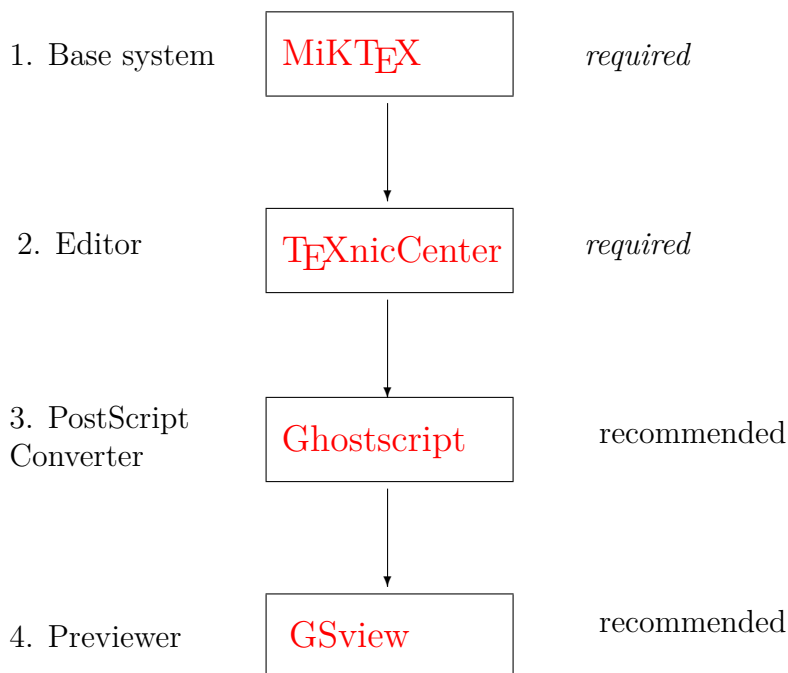 1. Base system MiKTEX required
2. Editor TEXnicCenter required
3. PostScript
Converter Ghostscript recommended
4. Previewer GSview recommended